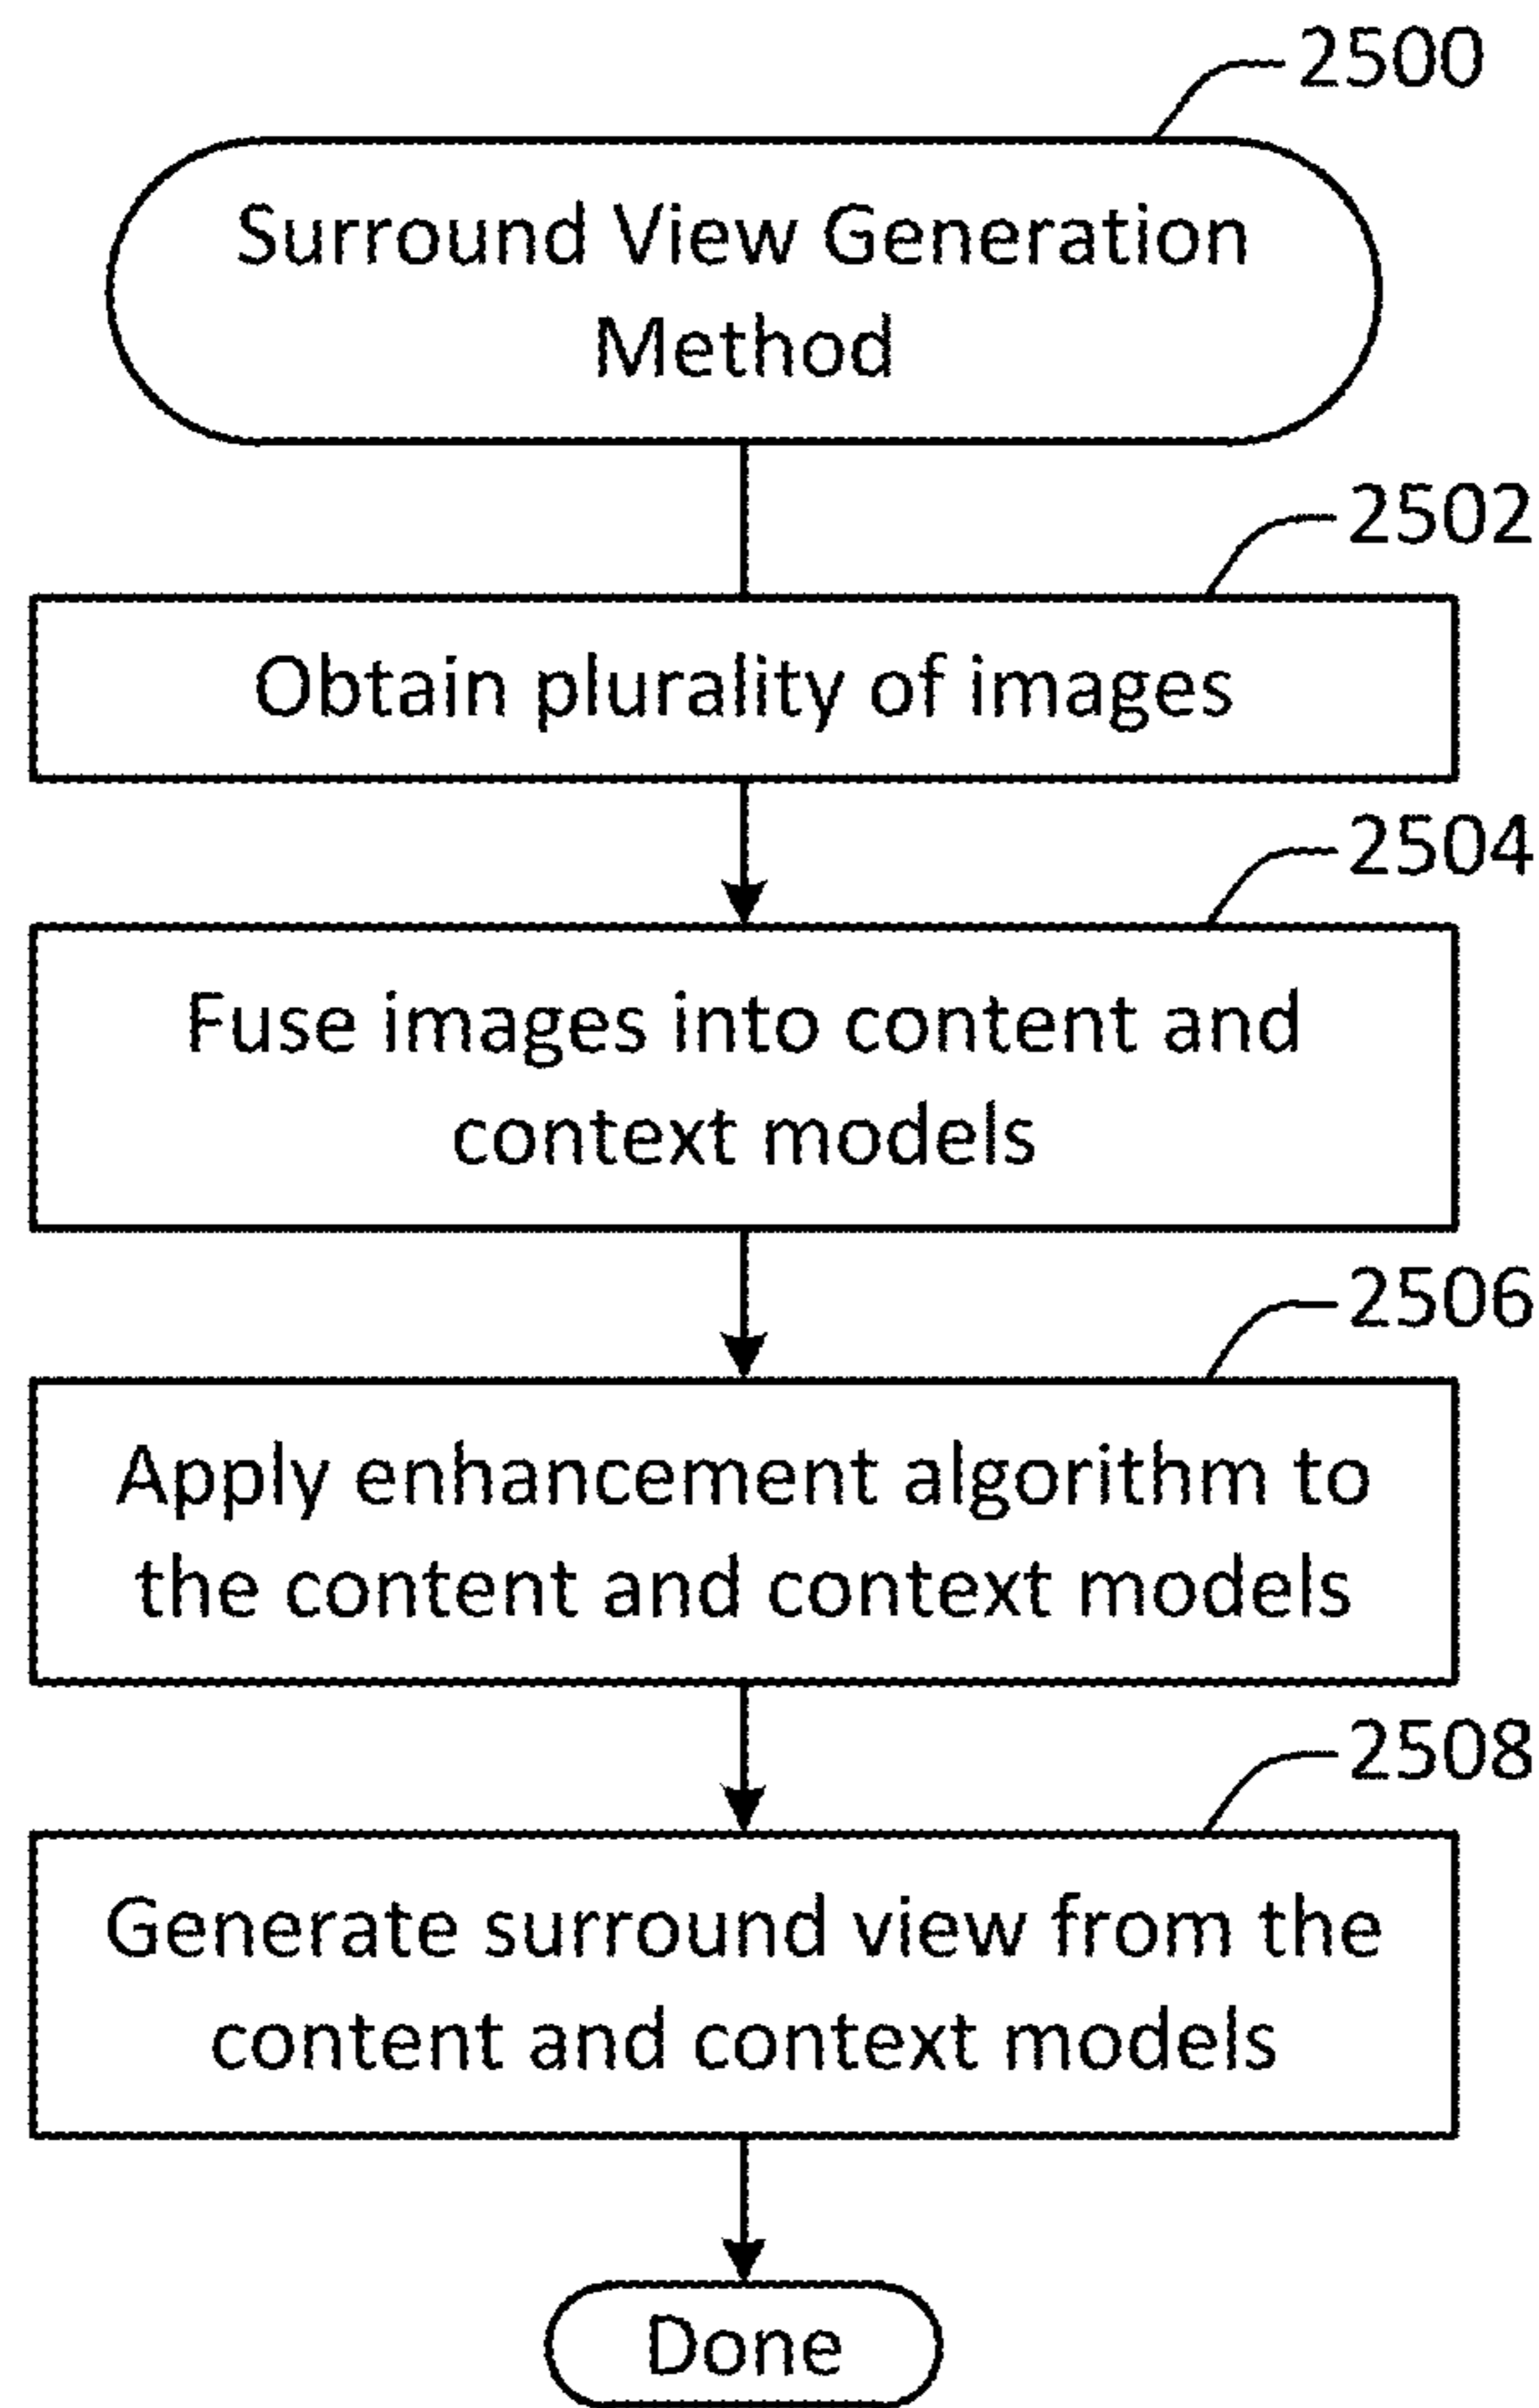 2500
Surround View Generation
Method
2502
Obtain plurality of images
2504
Fuse images into content and
context models
2506
Apply enhancement algorithm to
the content and context models
2508
Generate surround view from the
content and context models
Done